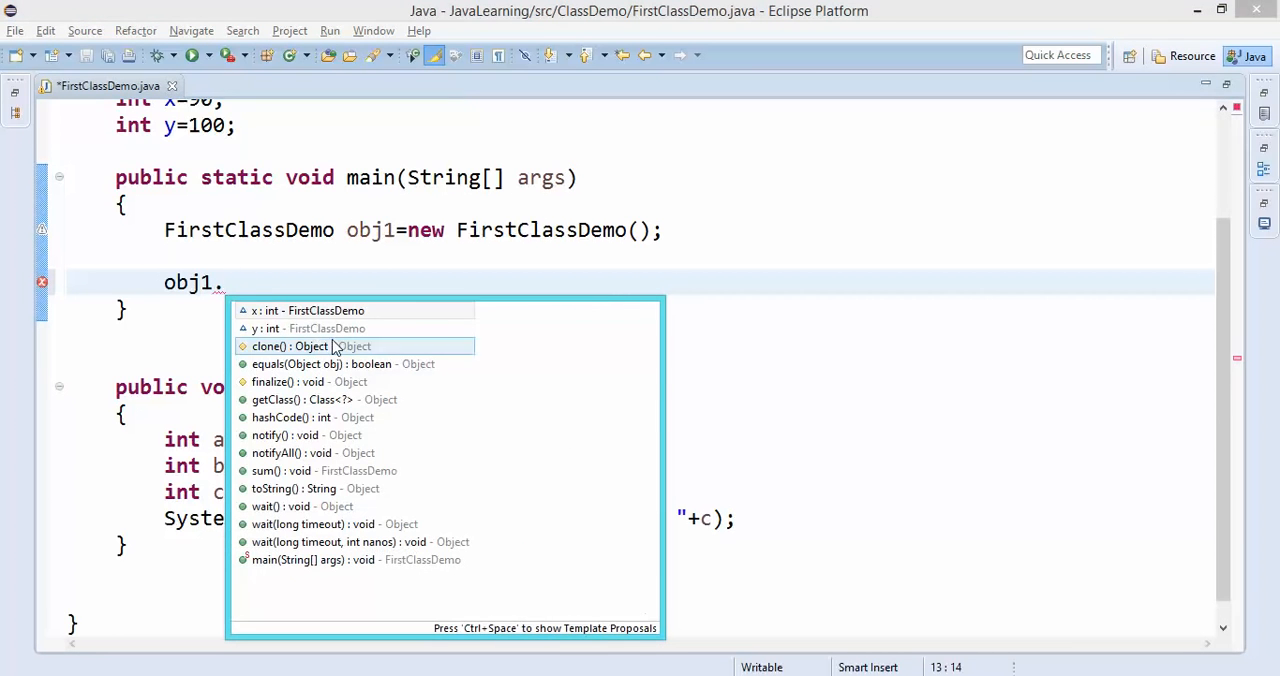 Java - JavaLearning/src/ClassDemo/FirstClassDemo.java - Eclipse Platform
File Edit Source Refactor Navigate Search Project Run Window Help
Quick Access Resource Java
*FirstClassDemo.java
int x=90;
int y=100;
public static void main(String[] args)
{
FirstClassDemo obj1=new FirstClassDemo();
obj1.
}
x : int - FirstClassDemo
y : int - FirstClassDemo
clone() : Object - Object
equals(Object obj) : boolean - Object
finalize() : void - Object
getClass() : Class<?> - Object
hashCode() : int - Object
notify() : void - Object
notifyAll() : void - Object
sum() : void - FirstClassDemo
toString() : String - Object
wait() : void - Object
wait(long timeout) : void - Object
wait(long timeout, int nanos) : void - Object
main(String[] args) : void - FirstClassDemo
Press 'Ctrl+Space' to show Template Proposals
public vo
{
int a
int b
int c
Syste "+c);
}
}
Writable Smart Insert 13 : 14